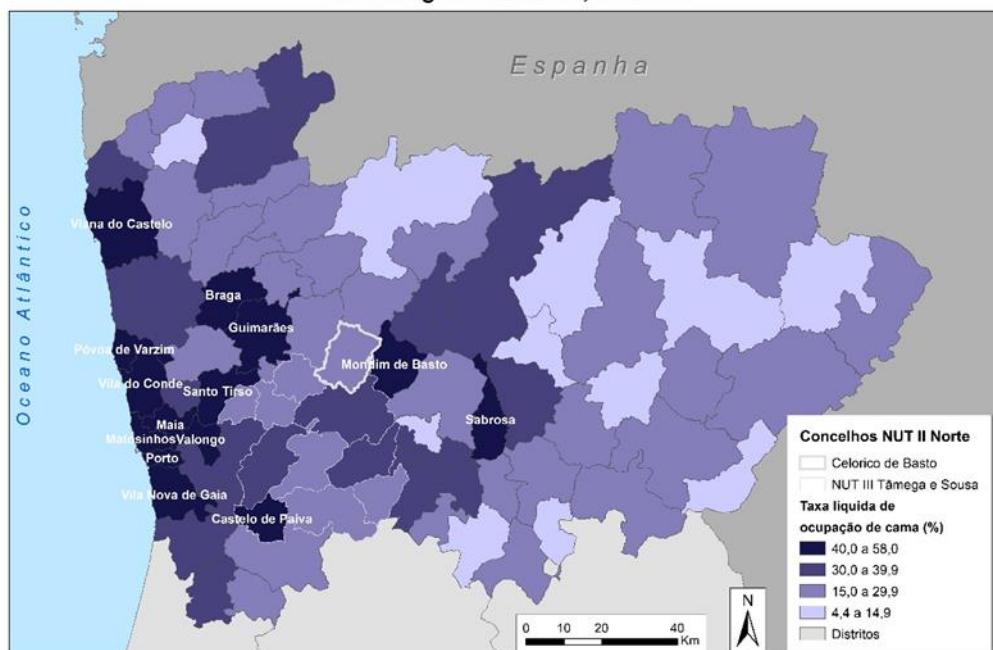 Espanha
Oceano Atlântico
Viana do Castelo
Braga
Guimarães
Póvoa de Varzim
Mondim de Basto
Vila do Conde
Santo Tirso
Sabrosa
Maia
Matosinhos
Valongo
Porto
Vila Nova de Gaia
Castelo de Paiva
Concelhos NUT II Norte
Celorico de Basto
NUT III Tâmega e Sousa
Taxa líquida de
ocupação de cama (%)
40,0 a 58,0
30,0 a 39,9
15,0 a 29,9
4,4 a 14,9
Distritos
N
0 10 20 40
Km